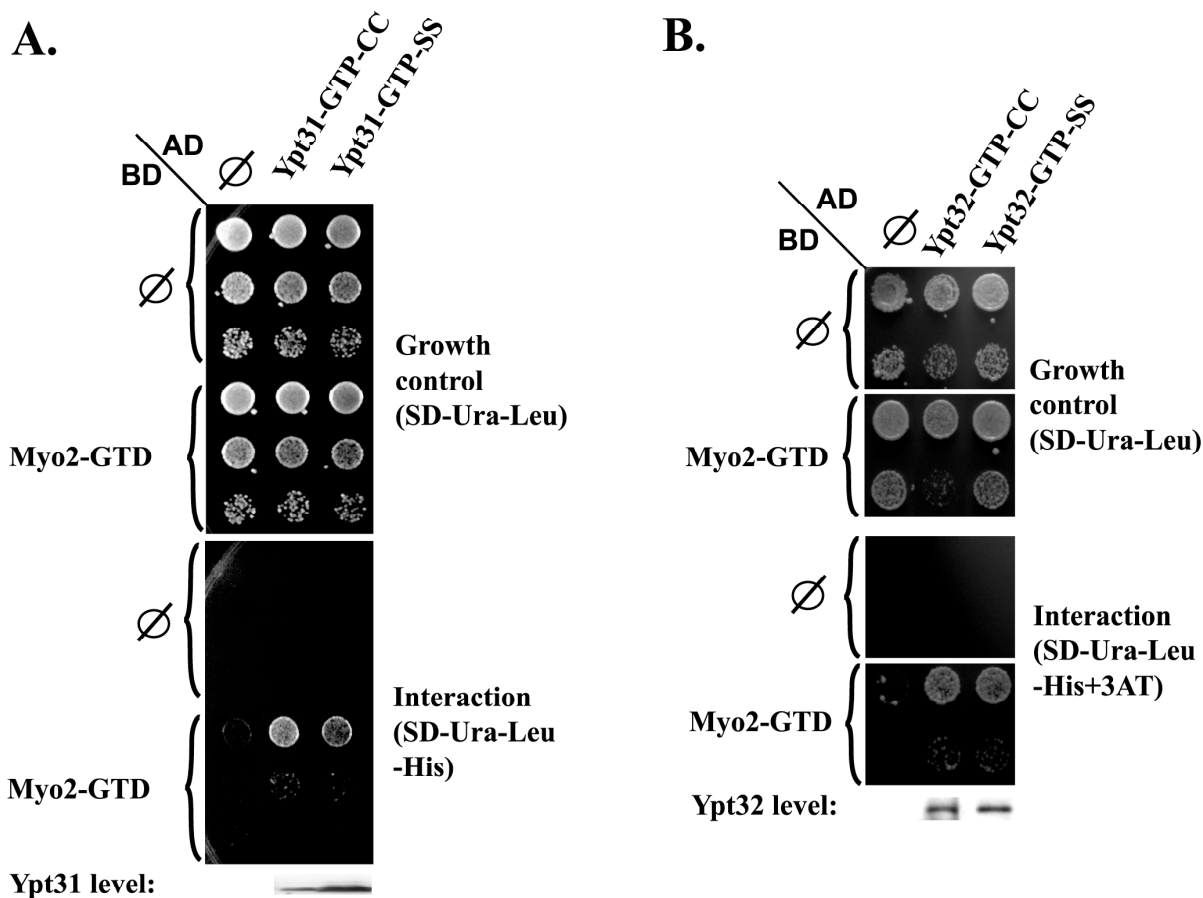 A.
AD
BD
∅
Ypt31-GTP-CC
Ypt31-GTP-SS
∅
Growth
control
(SD-Ura-Leu)
Myo2-GTD
∅
Interaction
(SD-Ura-Leu
-His)
Myo2-GTD
Ypt31 level:
B.
AD
BD
∅
Ypt32-GTP-CC
Ypt32-GTP-SS
∅
Growth
control
(SD-Ura-Leu)
Myo2-GTD
∅
Interaction
(SD-Ura-Leu
-His+3AT)
Myo2-GTD
Ypt32 level: